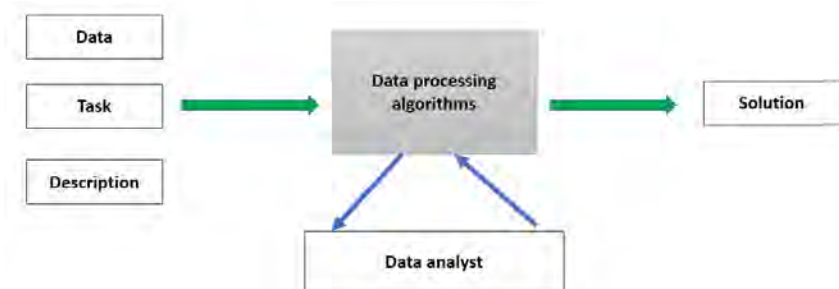 Data
Task
Description
Data processing
algorithms
Solution
Data analyst